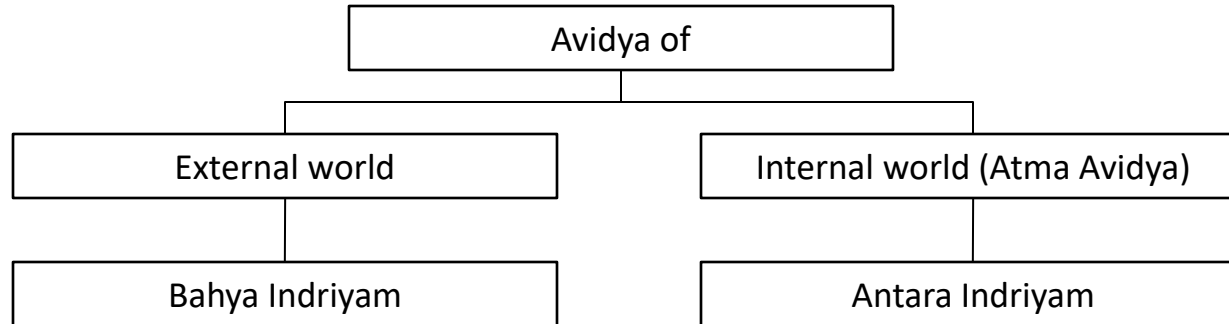 Avidya of
External world
Internal world (Atma Avidya)
Bahya Indriyam
Antara Indriyam